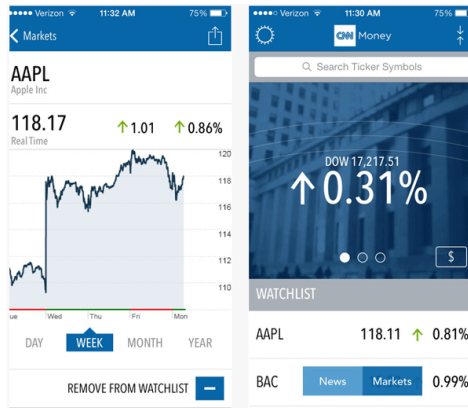 Verizon 11:32 AM 75%
Markets
AAPL
Apple Inc
118.17 1.01 0.86%
Real Time
120
118
116
114
112
110
ue Wed Thu Fri Mon
DAY WEEK MONTH YEAR
REMOVE FROM WATCHLIST
Verizon 11:30 AM 75%
CNN Money
Search Ticker Symbols
DOW 17,217.51
0.31%
$
WATCHLIST
AAPL 118.11 0.81%
BAC News Markets 0.99%